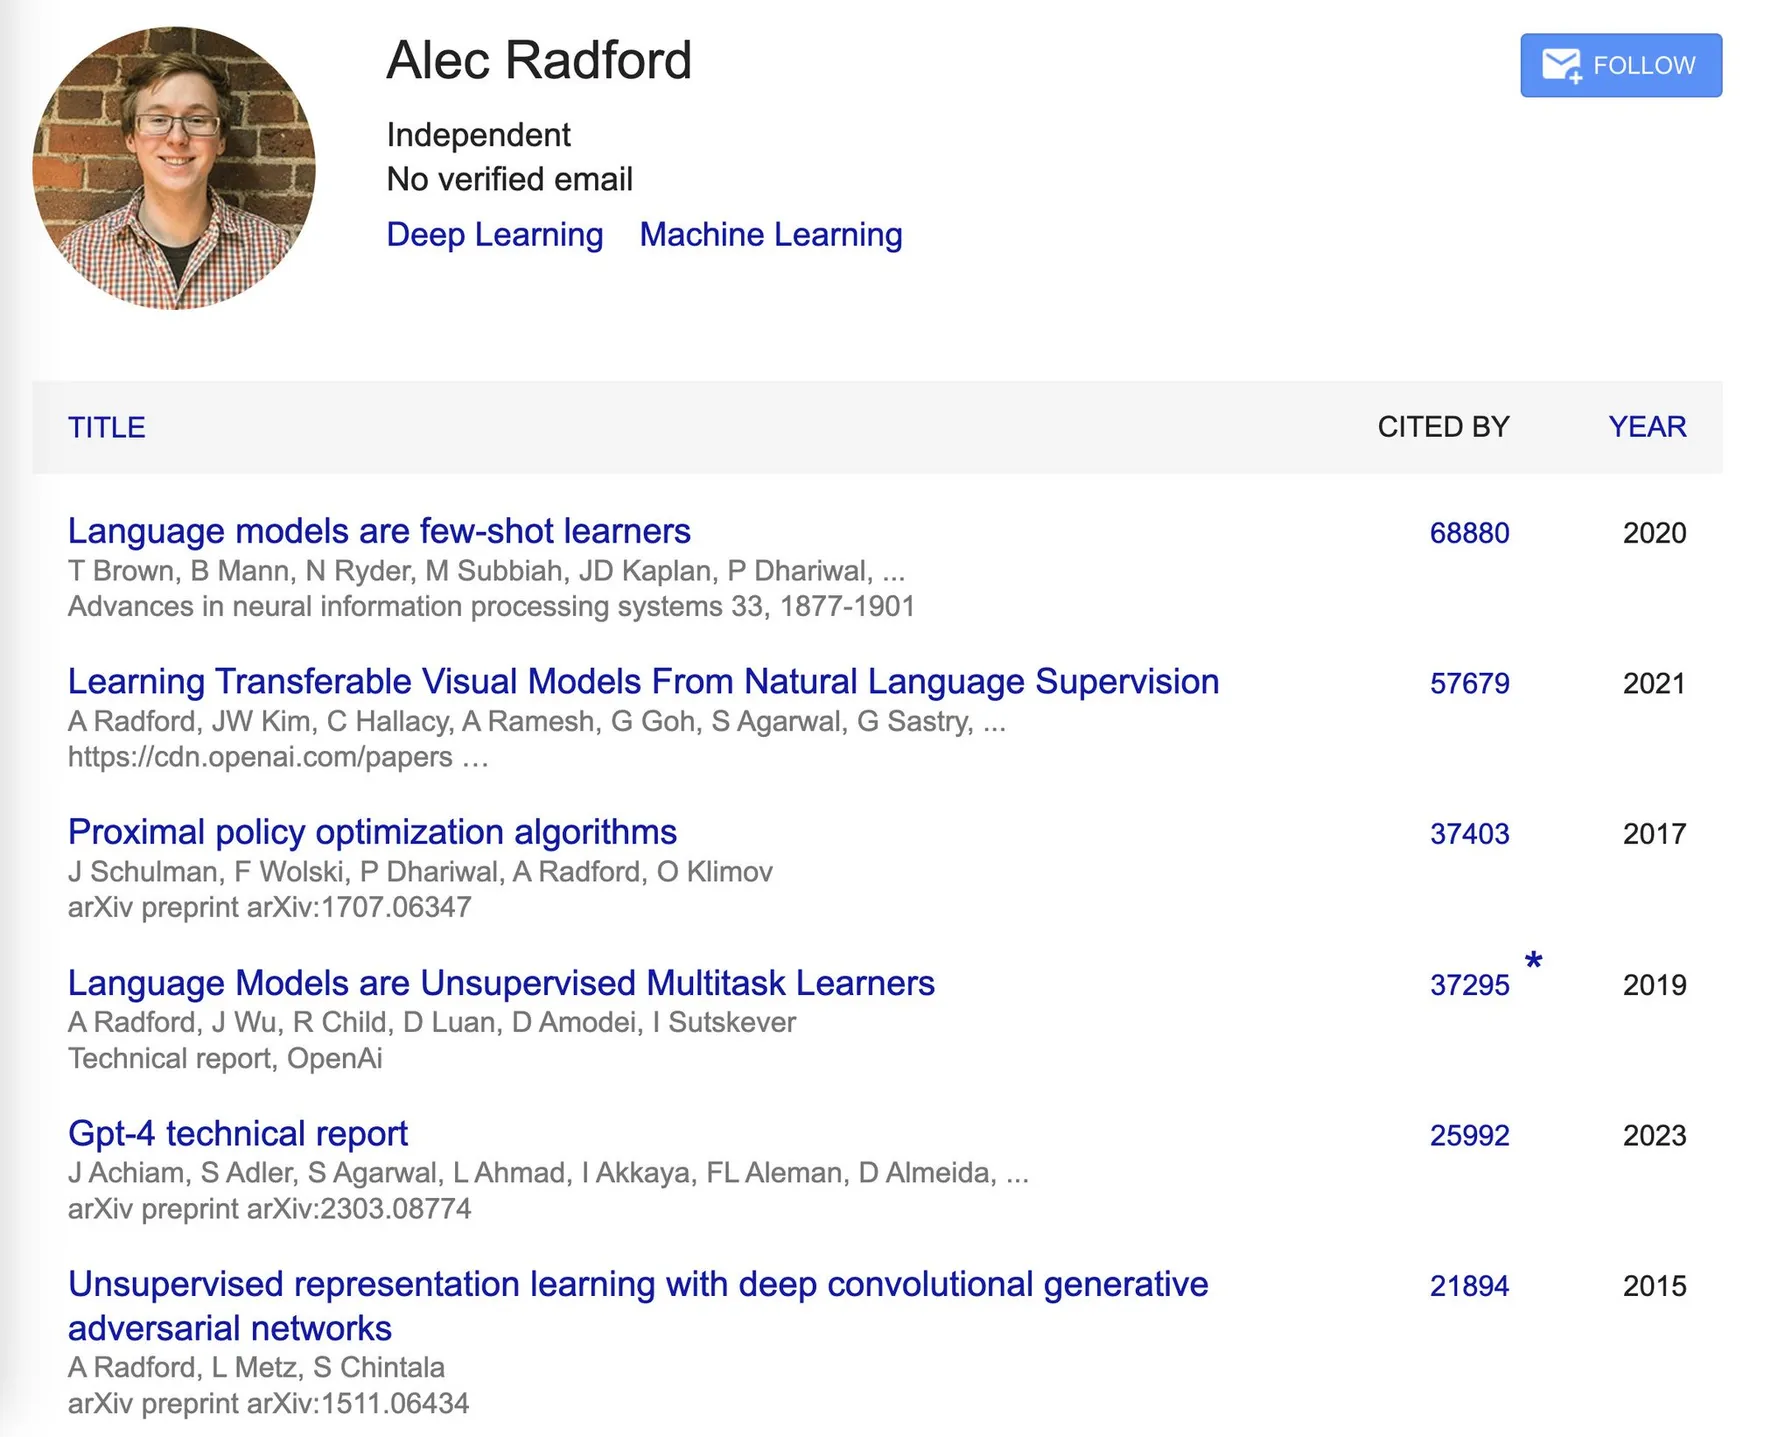 Alec Radford
FOLLOW
Independent
No verified email
Deep Learning Machine Learning
TITLE CITED BY YEAR
Language models are few-shot learners 68880 2020
T Brown, B Mann, N Ryder, M Subbiah, JD Kaplan, P Dhariwal, ...
Advances in neural information processing systems 33, 1877-1901
Learning Transferable Visual Models From Natural Language Supervision 57679 2021
A Radford, JW Kim, C Hallacy, A Ramesh, G Goh, S Agarwal, G Sastry, ...
https://cdn.openai.com/papers …
Proximal policy optimization algorithms 37403 2017
J Schulman, F Wolski, P Dhariwal, A Radford, O Klimov
arXiv preprint arXiv:1707.06347
Language Models are Unsupervised Multitask Learners 37295 * 2019
A Radford, J Wu, R Child, D Luan, D Amodei, I Sutskever
Technical report, OpenAi
Gpt-4 technical report 25992 2023
J Achiam, S Adler, S Agarwal, L Ahmad, I Akkaya, FL Aleman, D Almeida, ...
arXiv preprint arXiv:2303.08774
Unsupervised representation learning with deep convolutional generative 21894 2015
adversarial networks
A Radford, L Metz, S Chintala
arXiv preprint arXiv:1511.06434